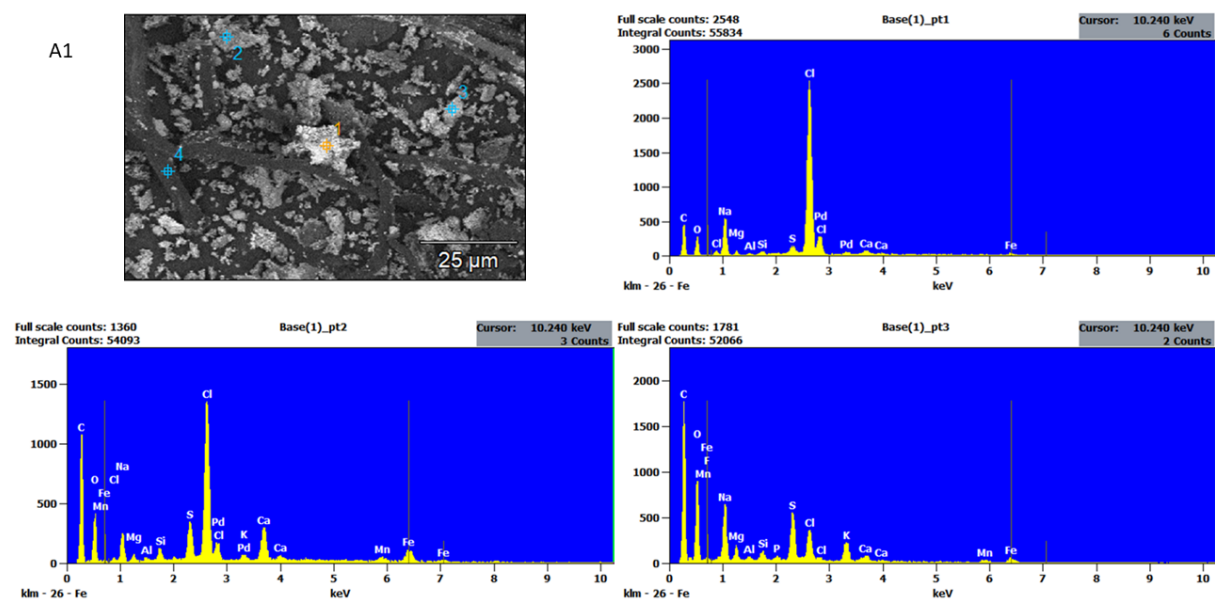 A1
2
3
1
4
25 µm
Full scale counts: 2548
Integral Counts: 55834
Base(1)_pt1
Cursor: 10.240 keV
6 Counts
3000
2500
2000
1500
1000
500
0
Cl
C
O
Na
Cl
Mg
Al
Si
S
Pd
Cl
Pd
Ca
Ca
Fe
0 1 2 3 4 5 6 7 8 9 10
klm - 26 - Fe
keV
Full scale counts: 1360
Integral Counts: 54093
Base(1)_pt2
Cursor: 10.240 keV
3 Counts
1500
1000
500
0
Cl
C
Na
O
Cl
Fe
Mn
Mg
Al
Si
S
Pd
Cl
K
Pd
Ca
Ca
Mn
Fe
Fe
0 1 2 3 4 5 6 7 8 9 10
klm - 26 - Fe
keV
Full scale counts: 1781
Integral Counts: 52066
Base(1)_pt3
Cursor: 10.240 keV
2 Counts
2000
1500
1000
500
0
C
O
Fe
F
Mn
Na
Mg
Al
Si
P
S
Cl
Cl
K
Ca
Ca
Mn
Fe
0 1 2 3 4 5 6 7 8 9 10
klm - 26 - Fe
keV